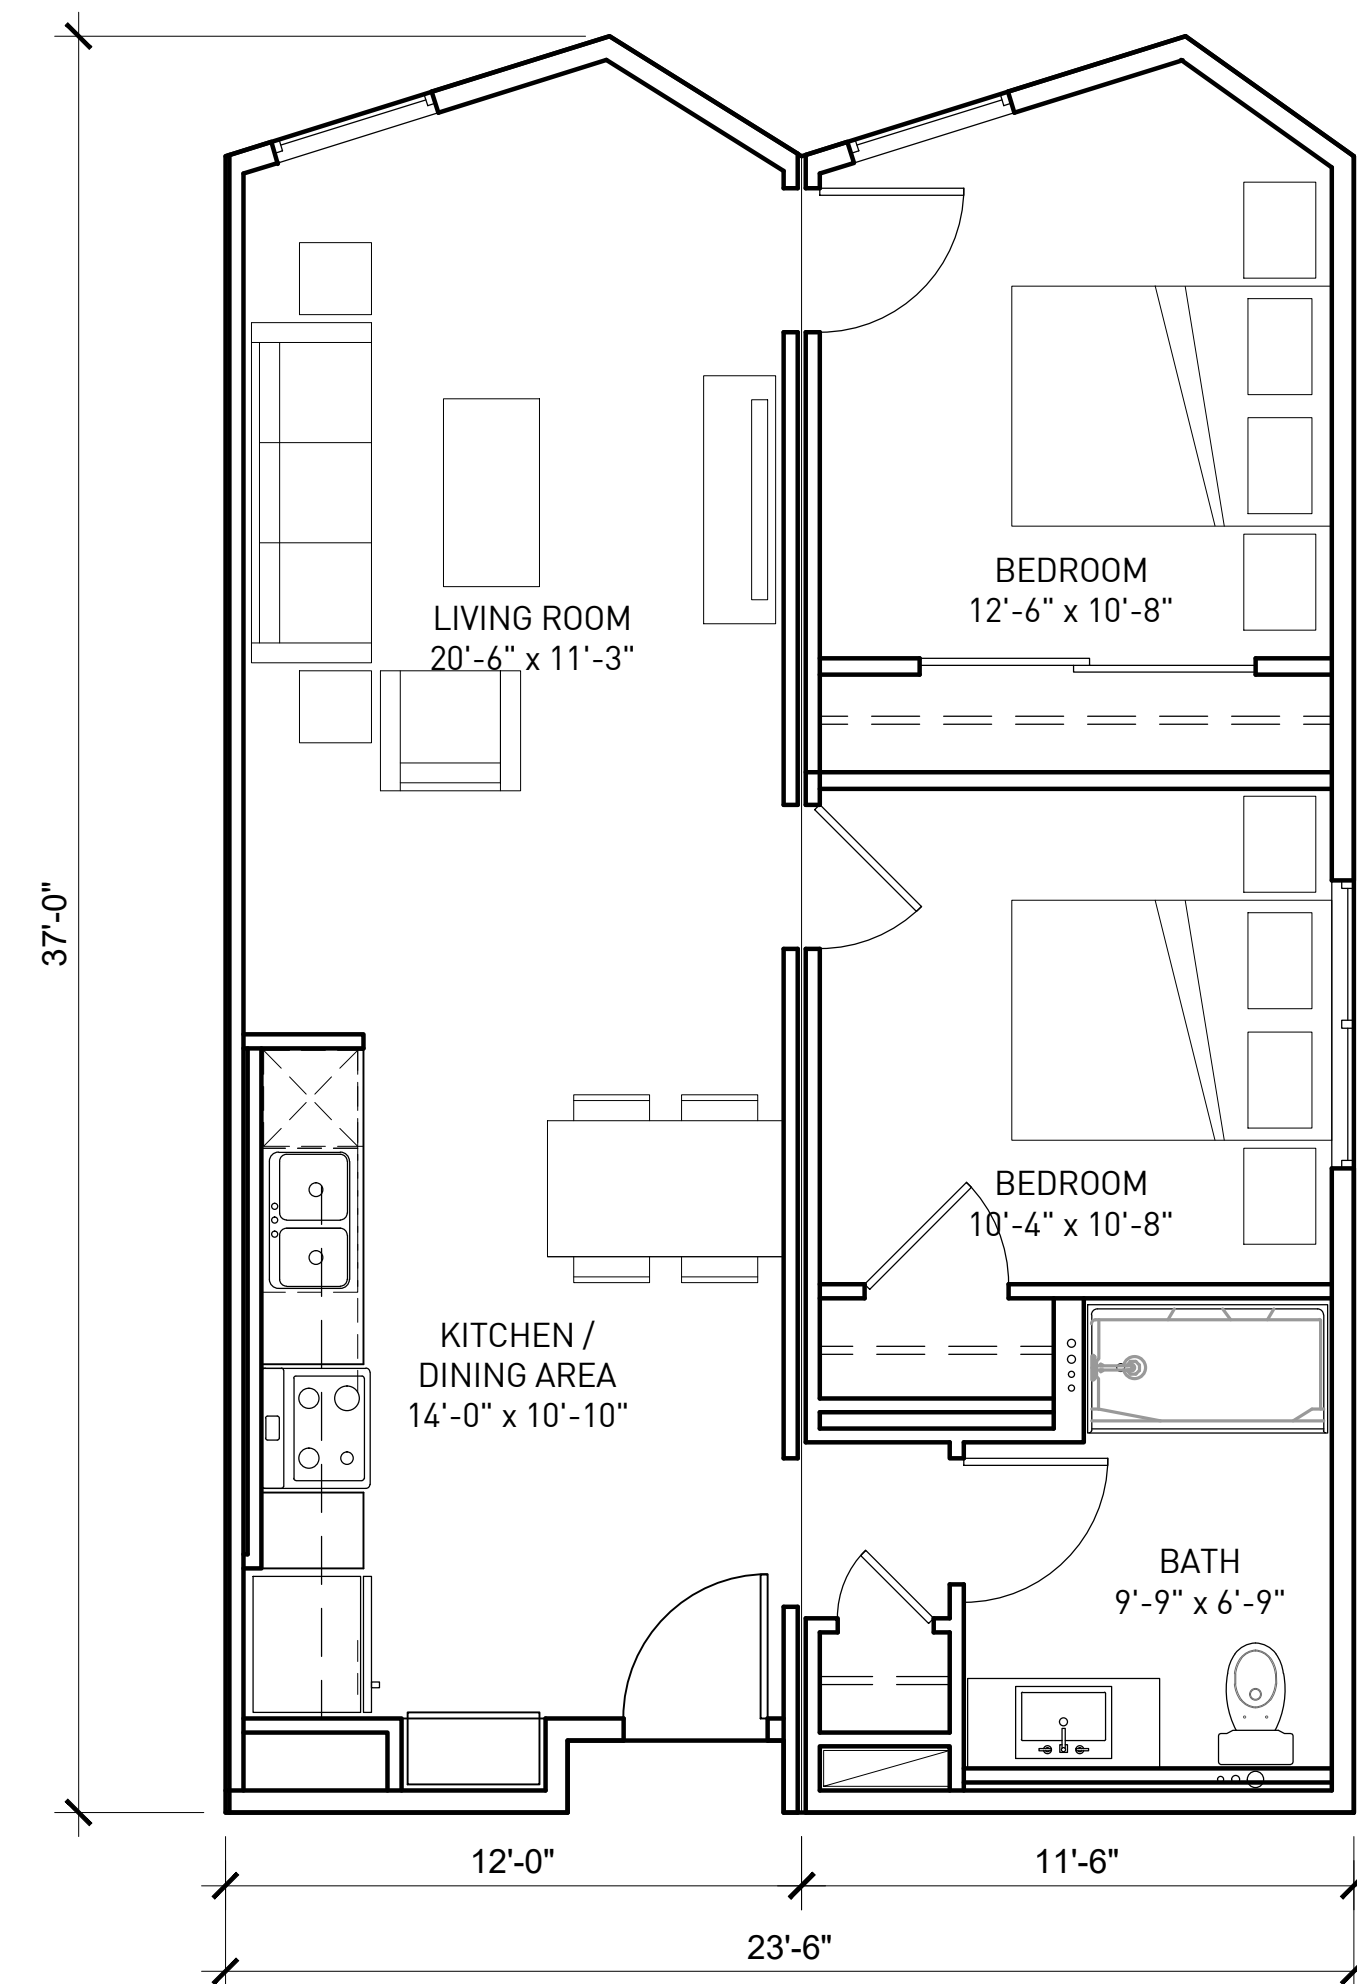 BEDROOM
12'-6" x 10'-8"
LIVING ROOM
20'-6" x 11'-3"
37'-0"
BEDROOM
10'-4" x 10'-8"
KITCHEN /
DINING AREA
14'-0" x 10'-10"
BATH
9'-9" x 6'-9"
12'-0"
11'-6"
23'-6"